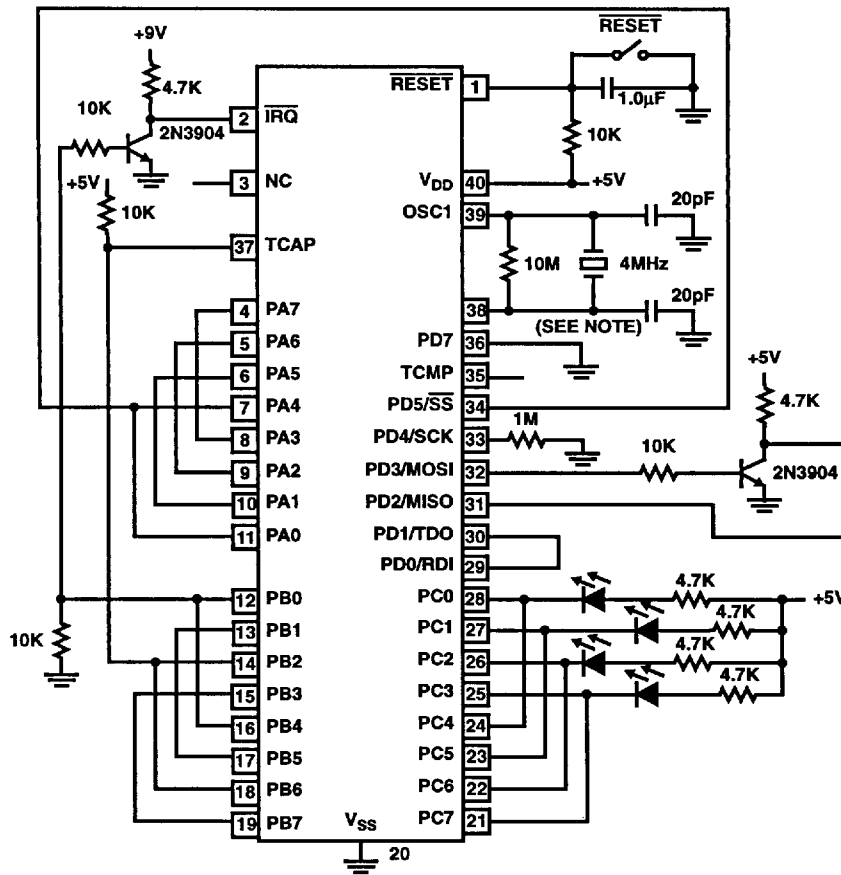 +9V
4.7K
10K
2N3904
+5V
10K
10K
2 IRQ
3 NC
37 TCAP
4 PA7
5 PA6
6 PA5
7 PA4
8 PA3
9 PA2
10 PA1
11 PA0
12 PB0
13 PB1
14 PB2
15 PB3
16 PB4
17 PB5
18 PB6
19 PB7
VSS
20
RESET 1
VDD 40
OSC1 39
38
PD7 36
TCMP 35
PD5/SS 34
PD4/SCK 33
PD3/MOSI 32
PD2/MISO 31
PD1/TDO 30
PD0/RDI 29
PC0 28
PC1 27
PC2 26
PC3 25
PC4 24
PC5 23
PC6 22
PC7 21
RESET
1.0μF
10K
+5V
20pF
10M
4MHz
20pF
(SEE NOTE)
+5V
4.7K
1M
10K
2N3904
4.7K
+5V
4.7K
4.7K
4.7K